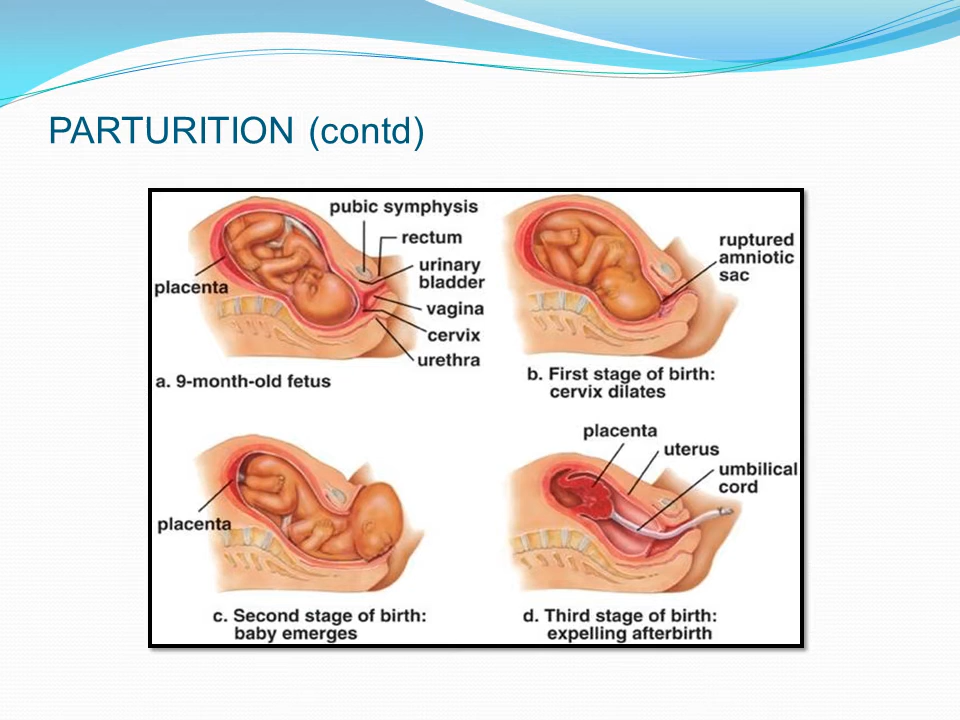 PARTURITION (contd)
pubic symphysis
rectum
urinary
bladder
placenta
vagina
cervix
urethra
a. 9-month-old fetus
ruptured
amniotic
sac
b. First stage of birth:
cervix dilates
placenta
c. Second stage of birth:
baby emerges
placenta
uterus
umbilical
cord
d. Third stage of birth:
expelling afterbirth